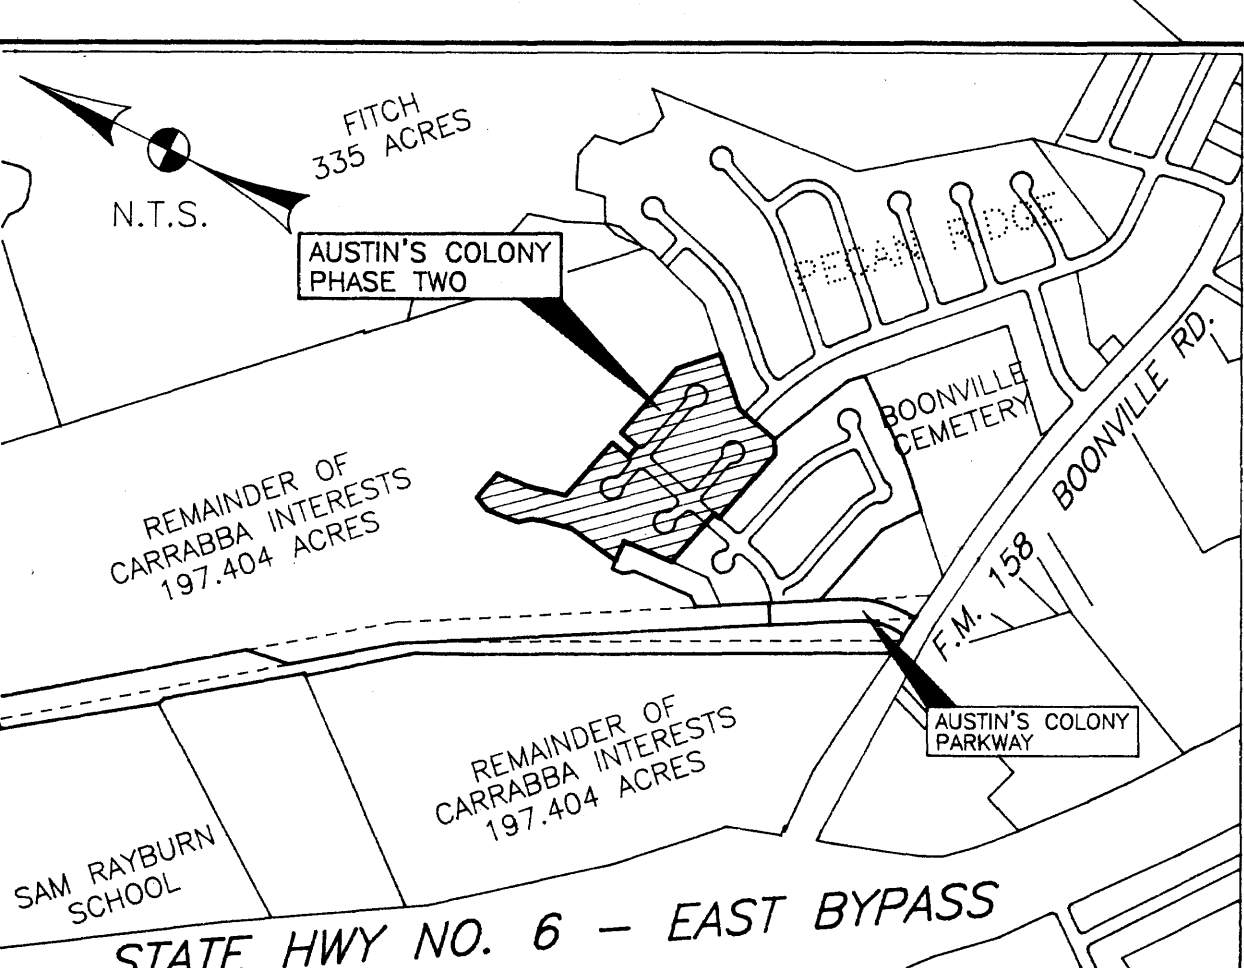 FITCH
335 ACRES
N.T.S.
AUSTIN'S COLONY
PHASE TWO
PECAN RIDGE
BOONVILLE
CEMETERY
BOONVILLE RD.
F.M. 158
REMAINDER OF
CARRABBA INTERESTS
197.404 ACRES
AUSTIN'S COLONY
PARKWAY
REMAINDER OF
CARRABBA INTERESTS
197.404 ACRES
SAM RAYBURN
SCHOOL
STATE HWY NO. 6 – EAST BYPASS